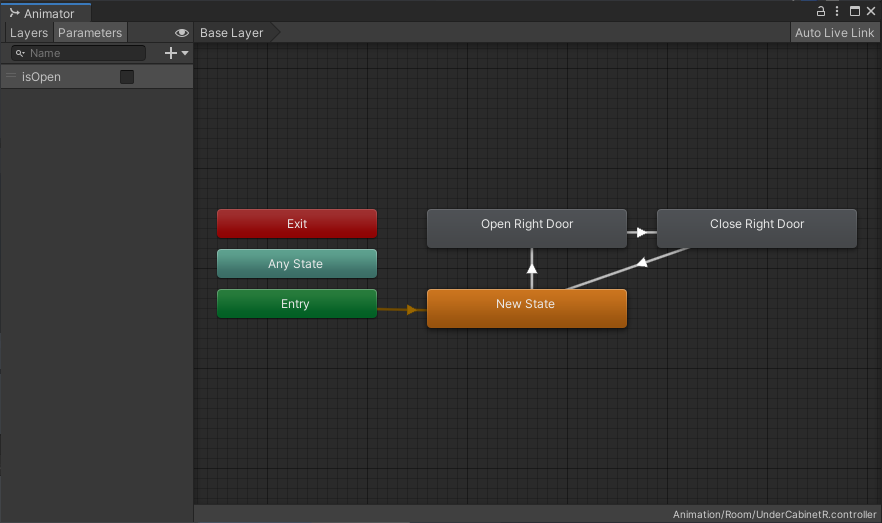 Animator
Layers Parameters
Base Layer
Auto Live Link
Name
isOpen
Exit
Open Right Door
Close Right Door
Any State
Entry
New State
Animation/Room/UnderCabinetR.controller